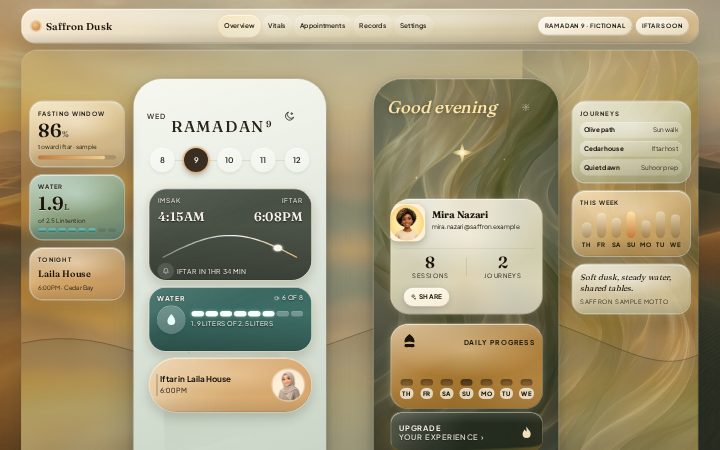 Saffron Dusk
Overview
Vitals
Appointments
Records
Settings
RAMADAN 9 · FICTIONAL
IFTAR SOON
FASTING WINDOW
86%
toward iftar · sample
WATER
1.9L
of 2.5 L intention
TONIGHT
Laila House
6:00PM · Cedar Bay
WED
RAMADAN 9
8
9
10
11
12
IMSAK
IFTAR
4:15AM
6:08PM
IFTAR IN 1HR 34 MIN
WATER
6 OF 8
1.9 LITERS OF 2.5 LITERS
Iftar in Laila House
6:00PM
Good evening
Mira Nazari
mira.nazari@saffron.example
8
SESSIONS
2
JOURNEYS
SHARE
DAILY PROGRESS
TH
FR
SA
SU
MO
TU
WE
UPGRADE
YOUR EXPERIENCE ›
JOURNEYS
Olive path
Sun walk
Cedar house
Iftar host
Quiet dawn
Suhoor prep
THIS WEEK
TH
FR
SA
SU
MO
TU
WE
Soft dusk, steady water,
shared tables.
SAFFRON SAMPLE MOTTO